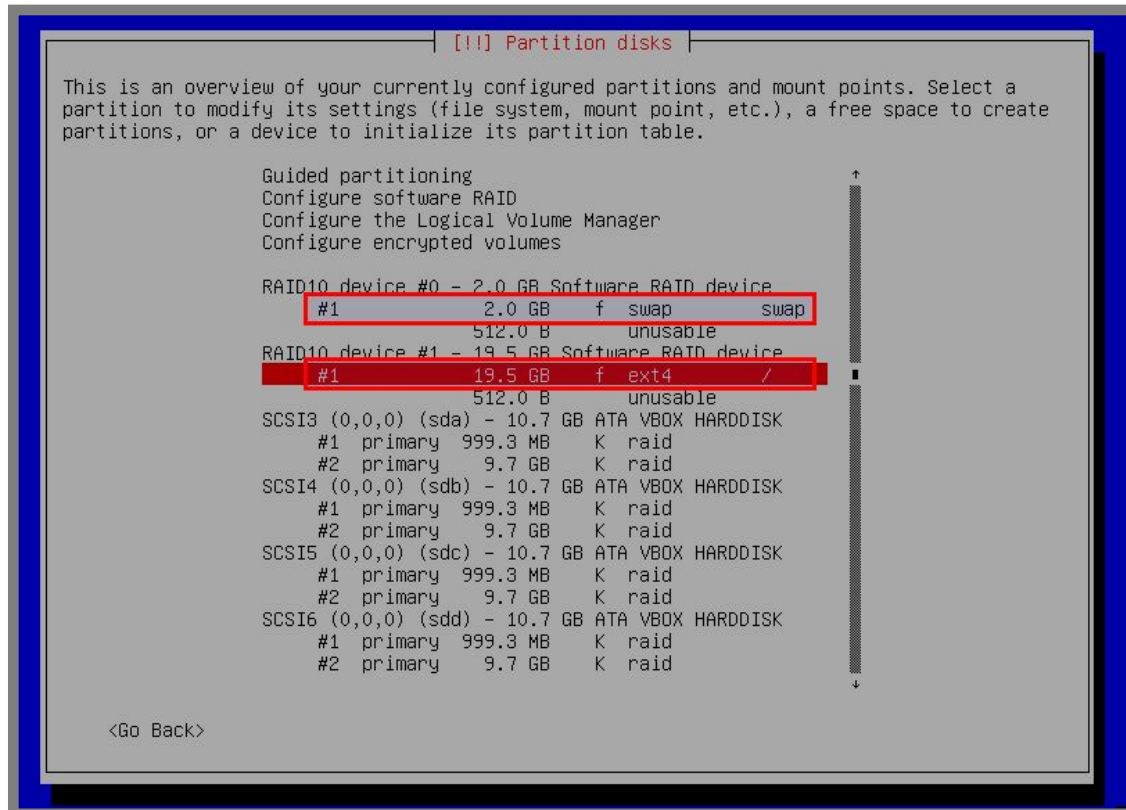 [!!] Partition disks
This is an overview of your currently configured partitions and mount points. Select a
partition to modify its settings (file system, mount point, etc.), a free space to create
partitions, or a device to initialize its partition table.
Guided partitioning
Configure software RAID
Configure the Logical Volume Manager
Configure encrypted volumes
RAID10 device #0 - 2.0 GB Software RAID device
#1 2.0 GB f swap swap
512.0 B unusable
RAID10 device #1 - 19.5 GB Software RAID device
#1 19.5 GB f ext4 /
512.0 B unusable
SCSI3 (0,0,0) (sda) - 10.7 GB ATA VBOX HARDDISK
#1 primary 999.3 MB K raid
#2 primary 9.7 GB K raid
SCSI4 (0,0,0) (sdb) - 10.7 GB ATA VBOX HARDDISK
#1 primary 999.3 MB K raid
#2 primary 9.7 GB K raid
SCSI5 (0,0,0) (sdc) - 10.7 GB ATA VBOX HARDDISK
#1 primary 999.3 MB K raid
#2 primary 9.7 GB K raid
SCSI6 (0,0,0) (sdd) - 10.7 GB ATA VBOX HARDDISK
#1 primary 999.3 MB K raid
#2 primary 9.7 GB K raid
<Go Back>